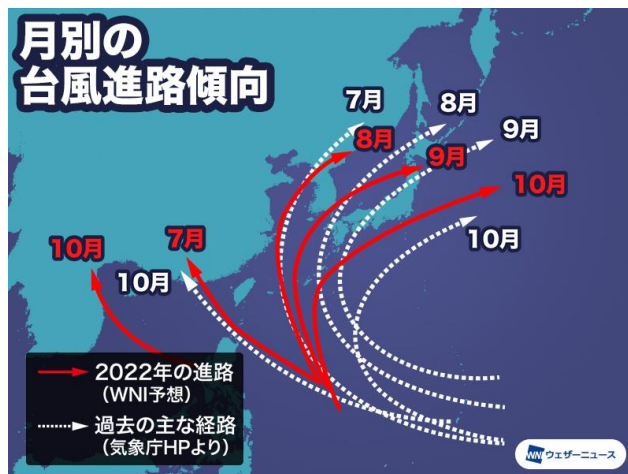 月別の
台風進路傾向
7月
8月
8月
9月
9月
10月
10月
7月
10月
10月
2022年の進路
(WNI予想)
過去の主な経路
(気象庁HPより)
WNI ウェザーニュース